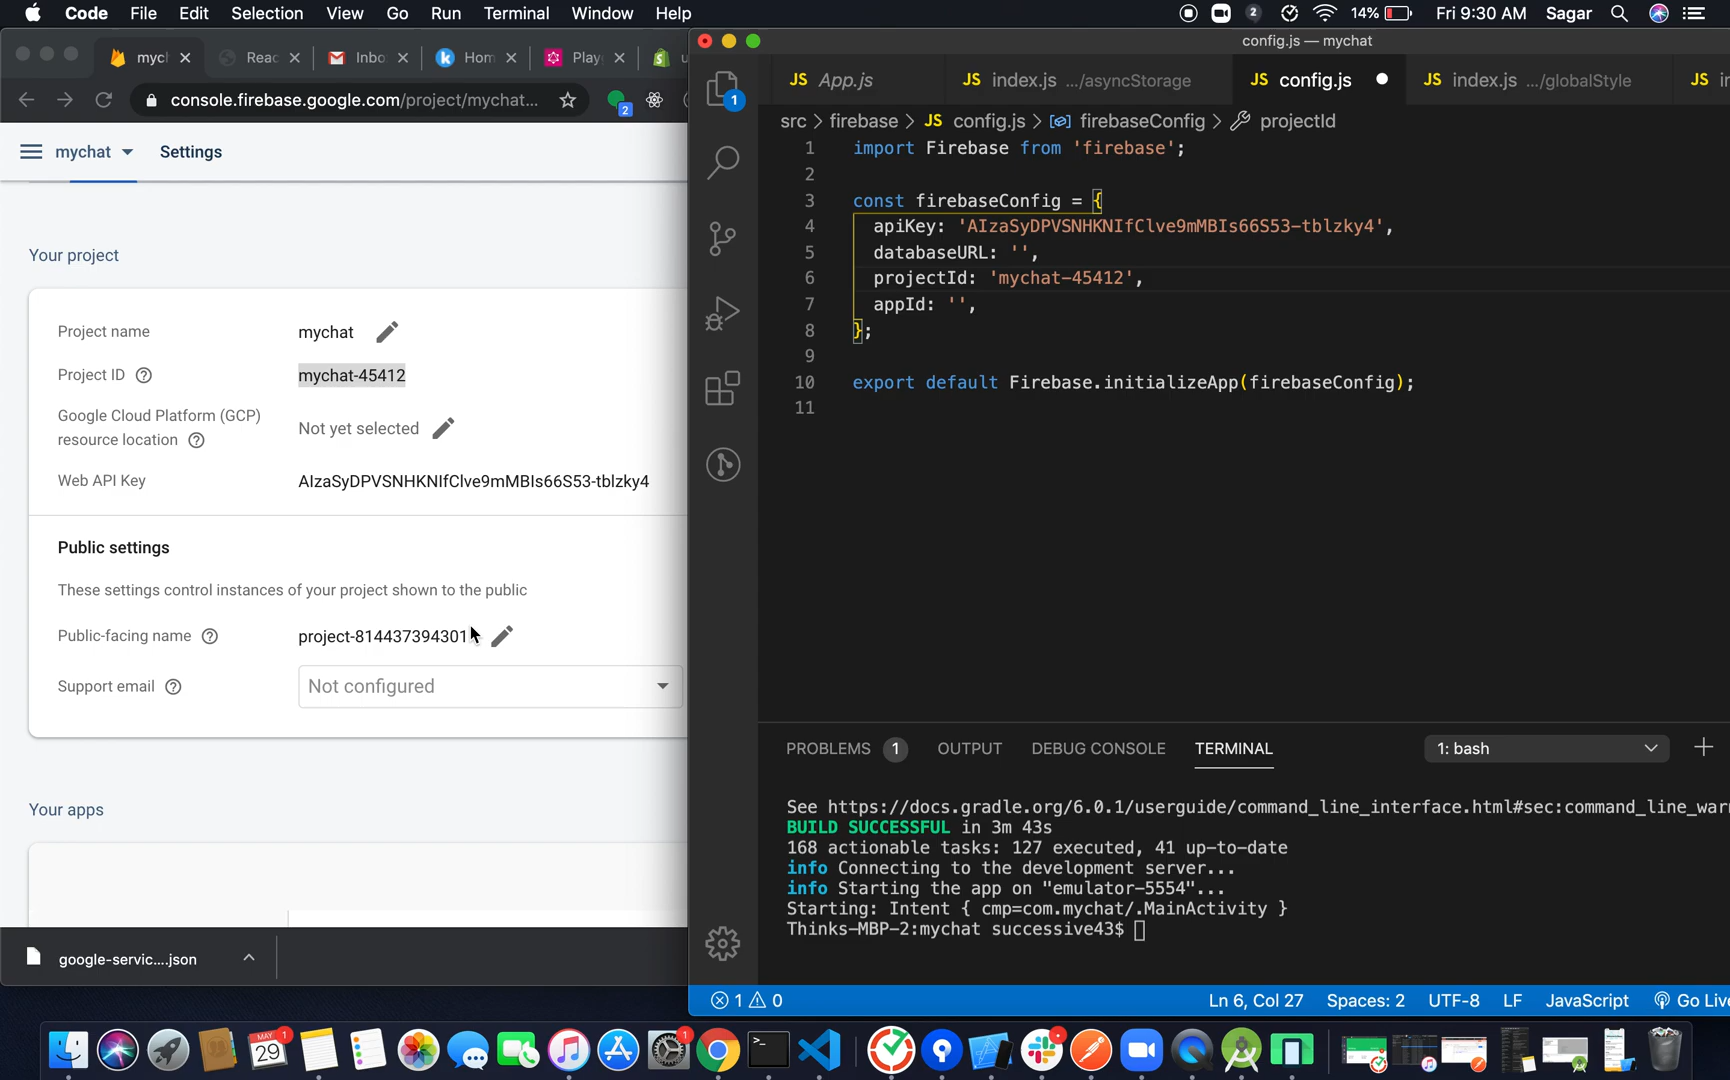 Code File Edit Selection View Go Run Terminal Window Help
2 14% Fri 9:30 AM Sagar
mych Reac Inbo Hom Play u
console.firebase.google.com/project/mychat...
2
mychat Settings
Your project
Project name mychat
Project ID mychat-45412
Google Cloud Platform (GCP)
resource location Not yet selected
Web API Key AIzaSyDPVSNHKNIfClve9mMBIs66S53-tblzky4
Public settings
These settings control instances of your project shown to the public
Public-facing name project-814437394301
Support email Not configured
Your apps
google-servic....json
config.js — mychat
1
JS App.js JS index.js .../asyncStorage JS config.js JS index.js .../globalStyle JS in
src > firebase > JS config.js > firebaseConfig > projectId
1 import Firebase from 'firebase';
2
3 const firebaseConfig = {
4 apiKey: 'AIzaSyDPVSNHKNIfClve9mMBIs66S53-tblzky4',
5 databaseURL: '',
6 projectId: 'mychat-45412',
7 appId: '',
8 };
9
10 export default Firebase.initializeApp(firebaseConfig);
11
PROBLEMS 1 OUTPUT DEBUG CONSOLE TERMINAL 1: bash
See https://docs.gradle.org/6.0.1/userguide/command_line_interface.html#sec:command_line_warn
BUILD SUCCESSFUL in 3m 43s
168 actionable tasks: 127 executed, 41 up-to-date
info Connecting to the development server...
info Starting the app on "emulator-5554"...
Starting: Intent { cmp=com.mychat/.MainActivity }
Thinks-MBP-2:mychat successive43$
1 0 Ln 6, Col 27 Spaces: 2 UTF-8 LF JavaScript Go Live
MAY 29 1 1